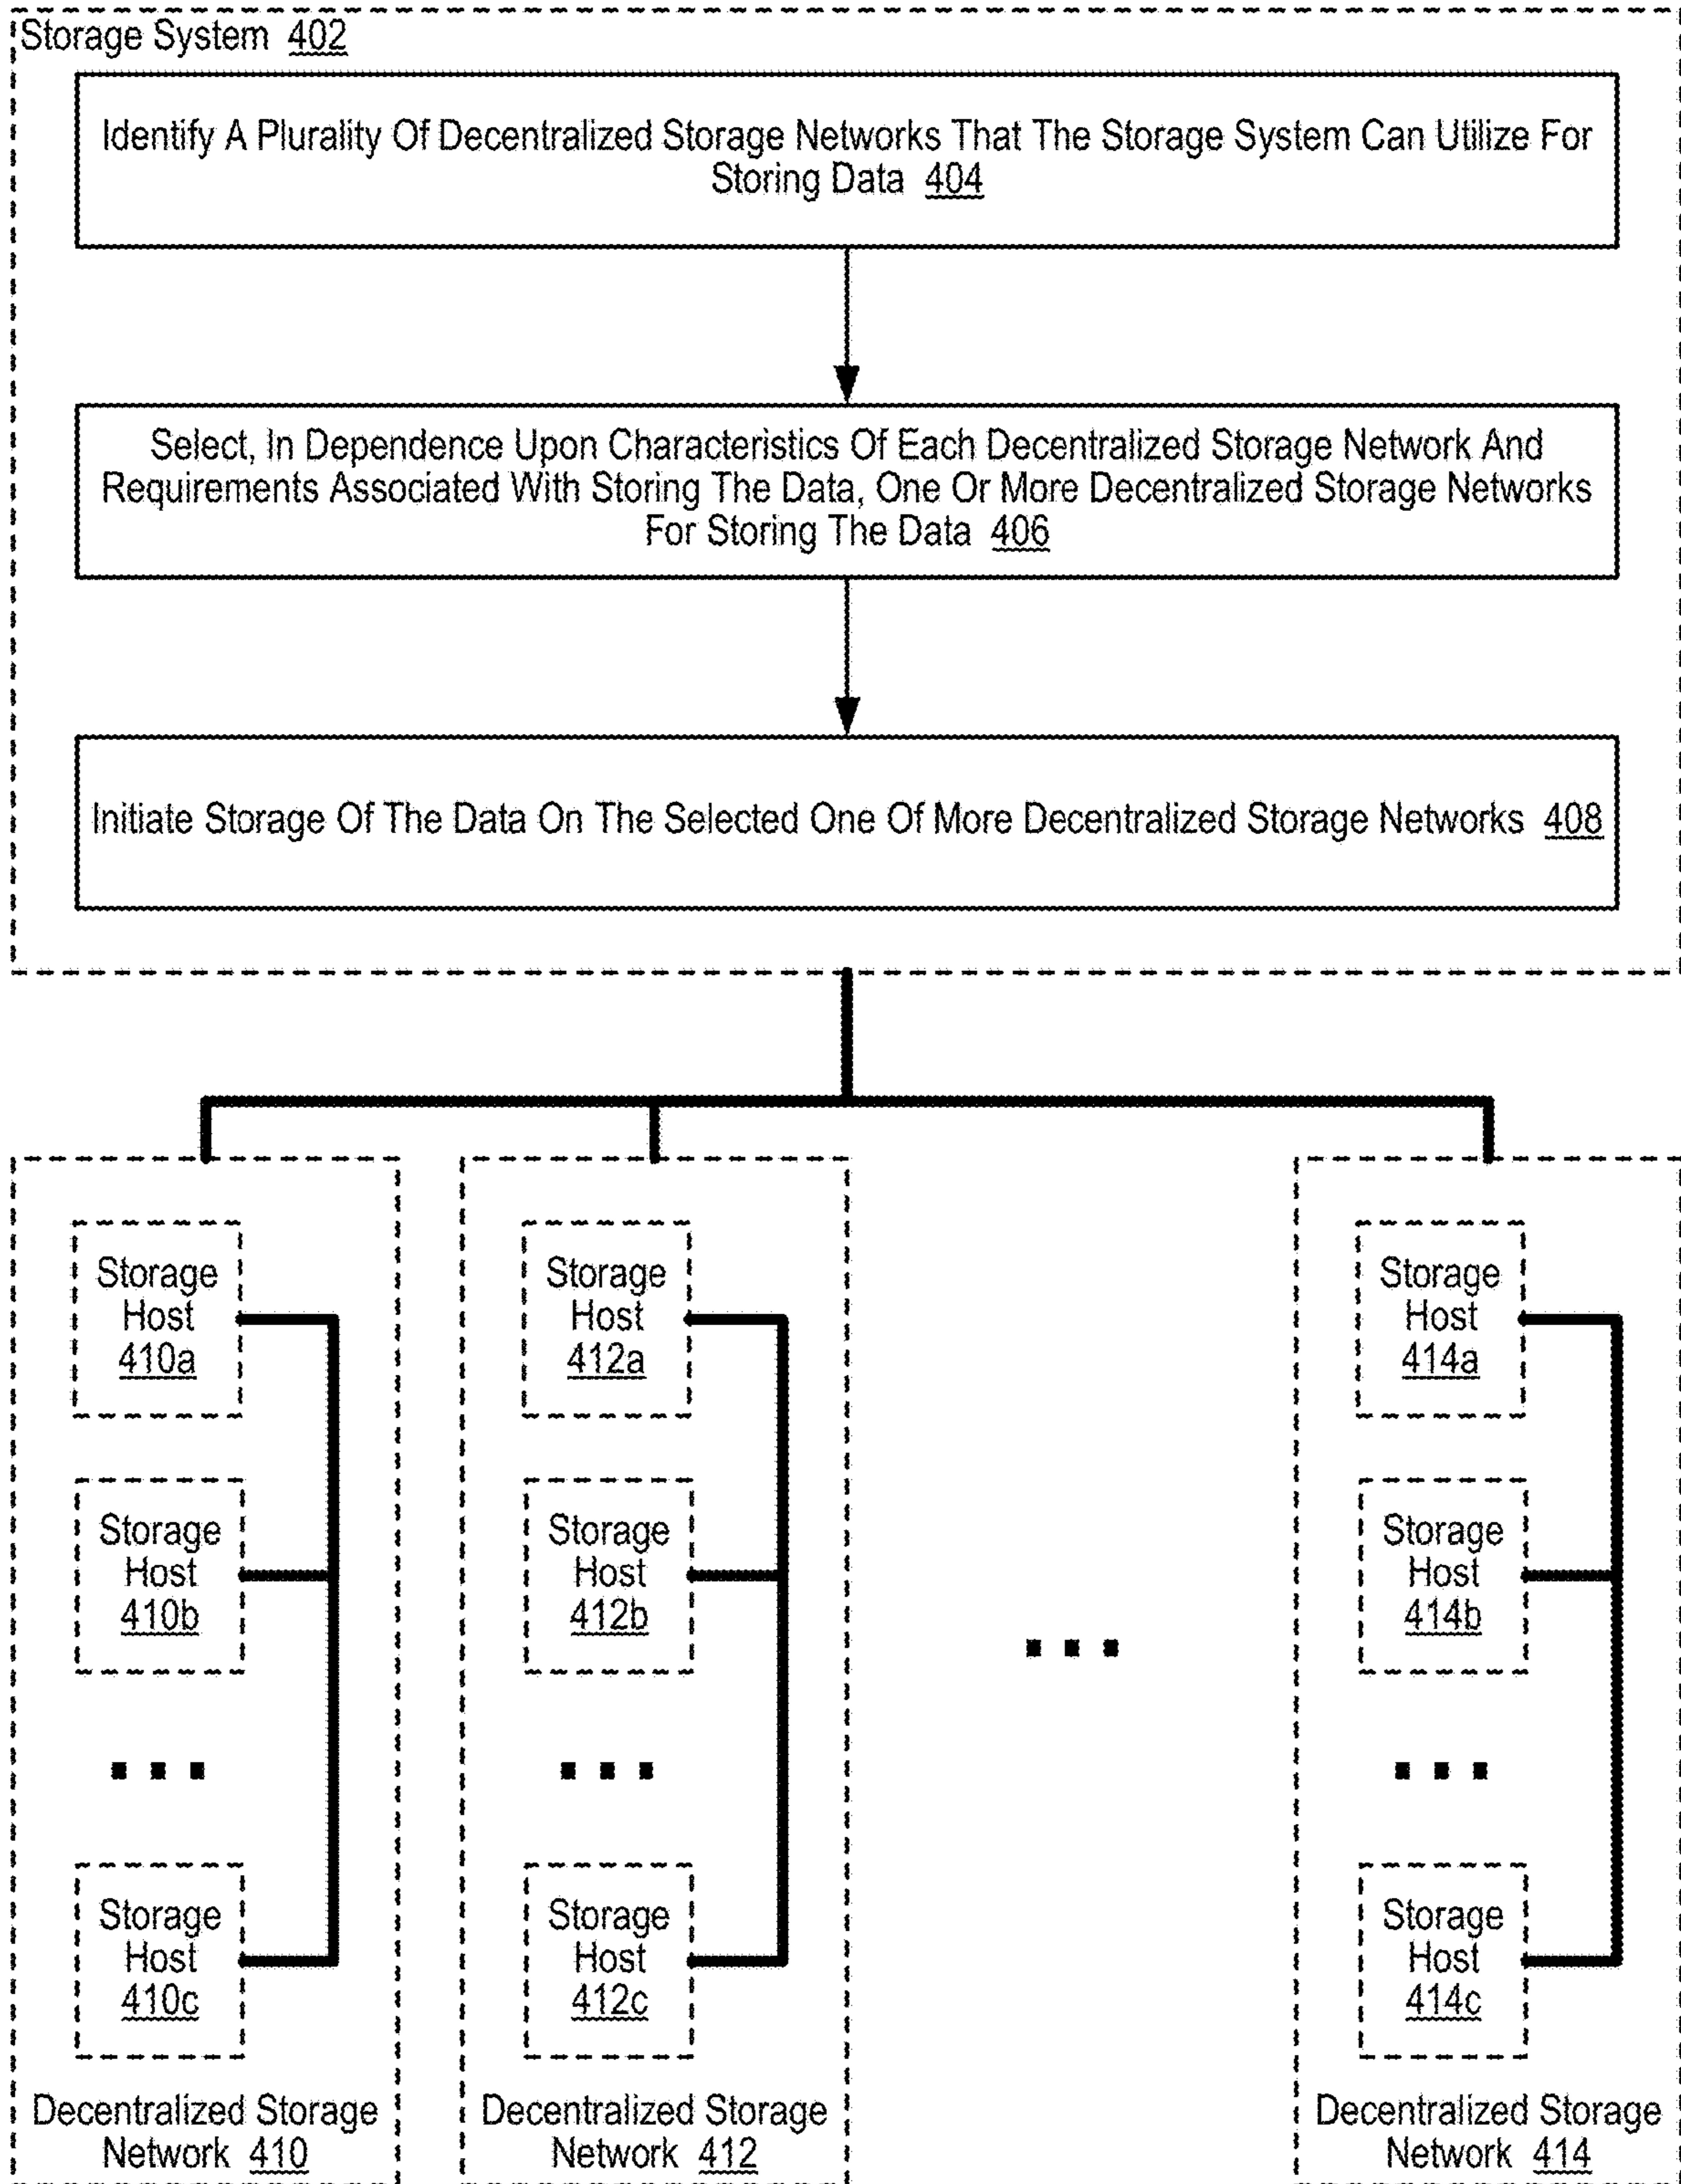 Storage System 402
Identify A Plurality Of Decentralized Storage Networks That The Storage System Can Utilize For
Storing Data 404
Select, In Dependence Upon Characteristics Of Each Decentralized Storage Network And
Requirements Associated With Storing The Data, One Or More Decentralized Storage Networks
For Storing The Data 406
Initiate Storage Of The Data On The Selected One Of More Decentralized Storage Networks 408
Storage
Host
410a
Storage
Host
410b
...
Storage
Host
410c
Decentralized Storage
Network 410
Storage
Host
412a
Storage
Host
412b
...
Storage
Host
412c
Decentralized Storage
Network 412
...
Storage
Host
414a
Storage
Host
414b
...
Storage
Host
414c
Decentralized Storage
Network 414